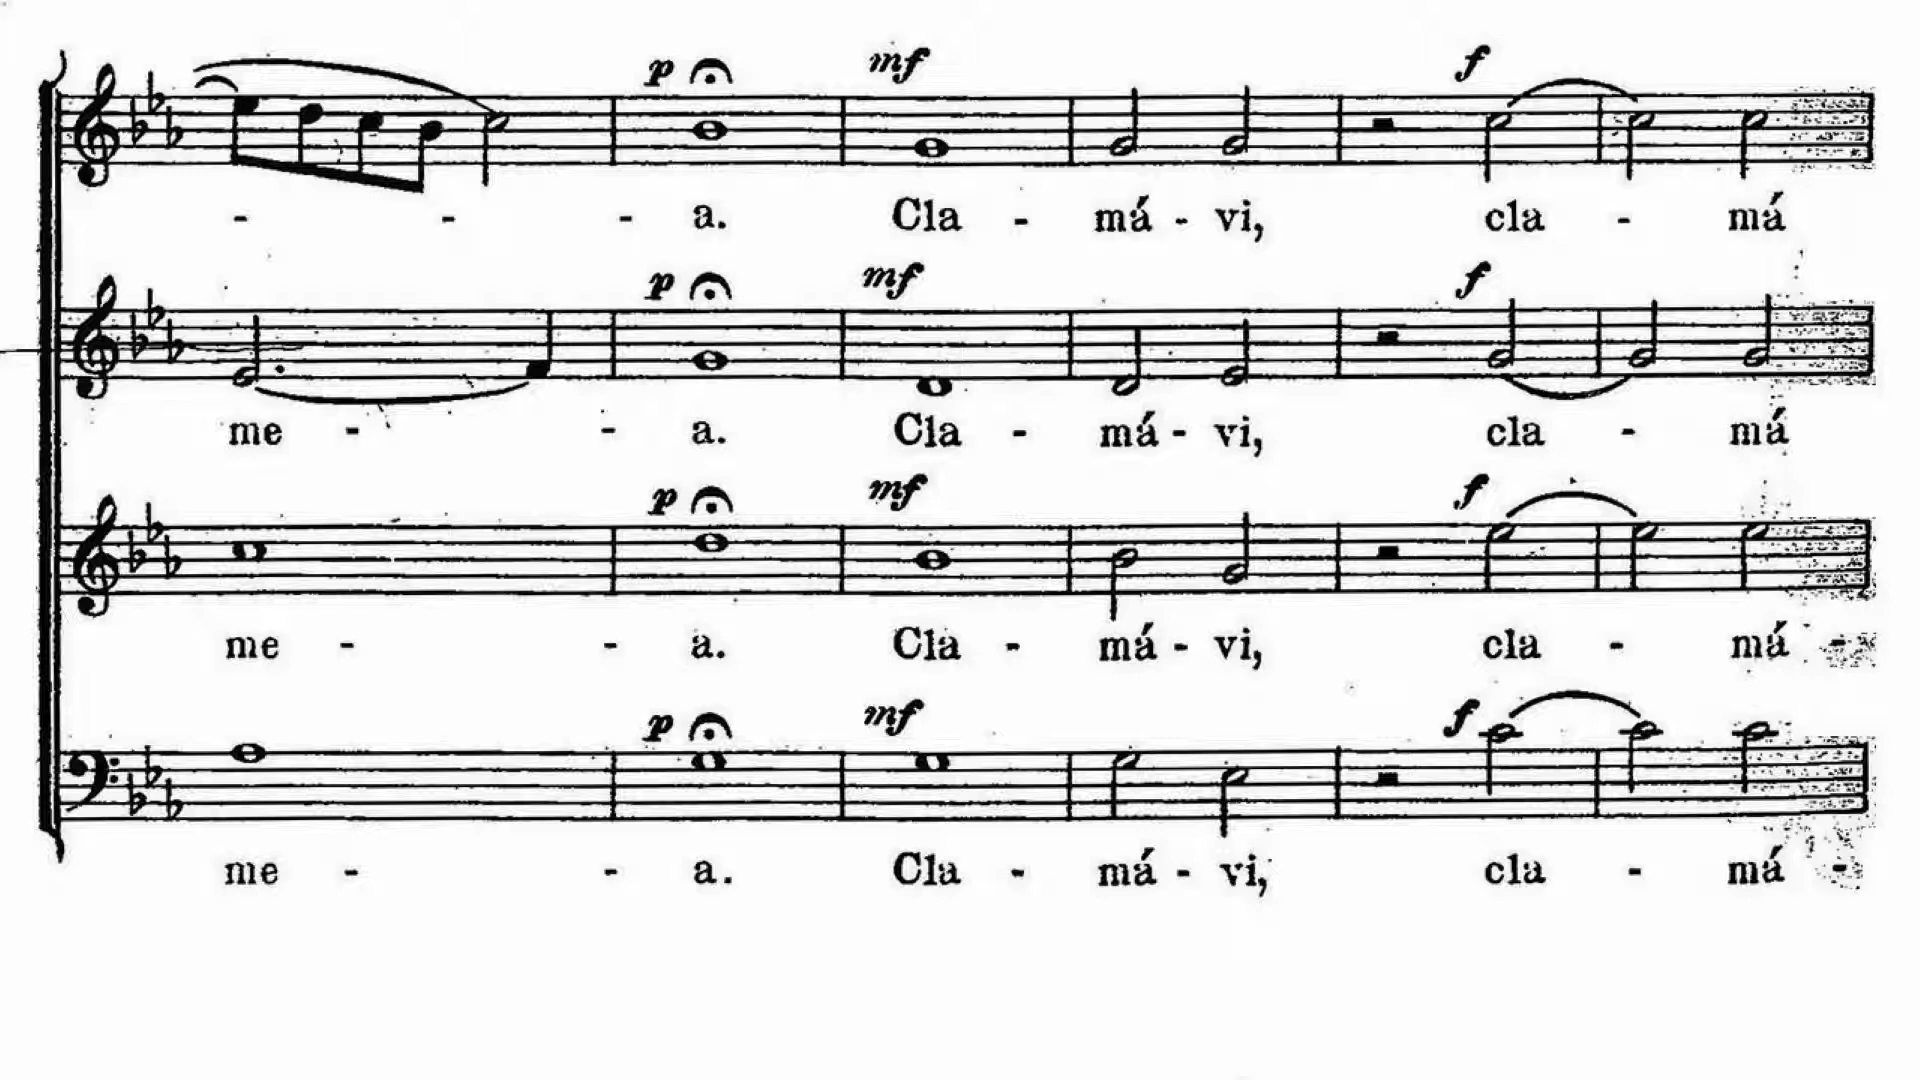 p mf f
- - - a. Cla - má - vi, cla - má
p mf f
me - - a. Cla - má - vi, cla - má
p mf f
me - - a. Cla - má - vi, cla - má -
p mf f
me - - a. Cla - má - vi, cla - má -